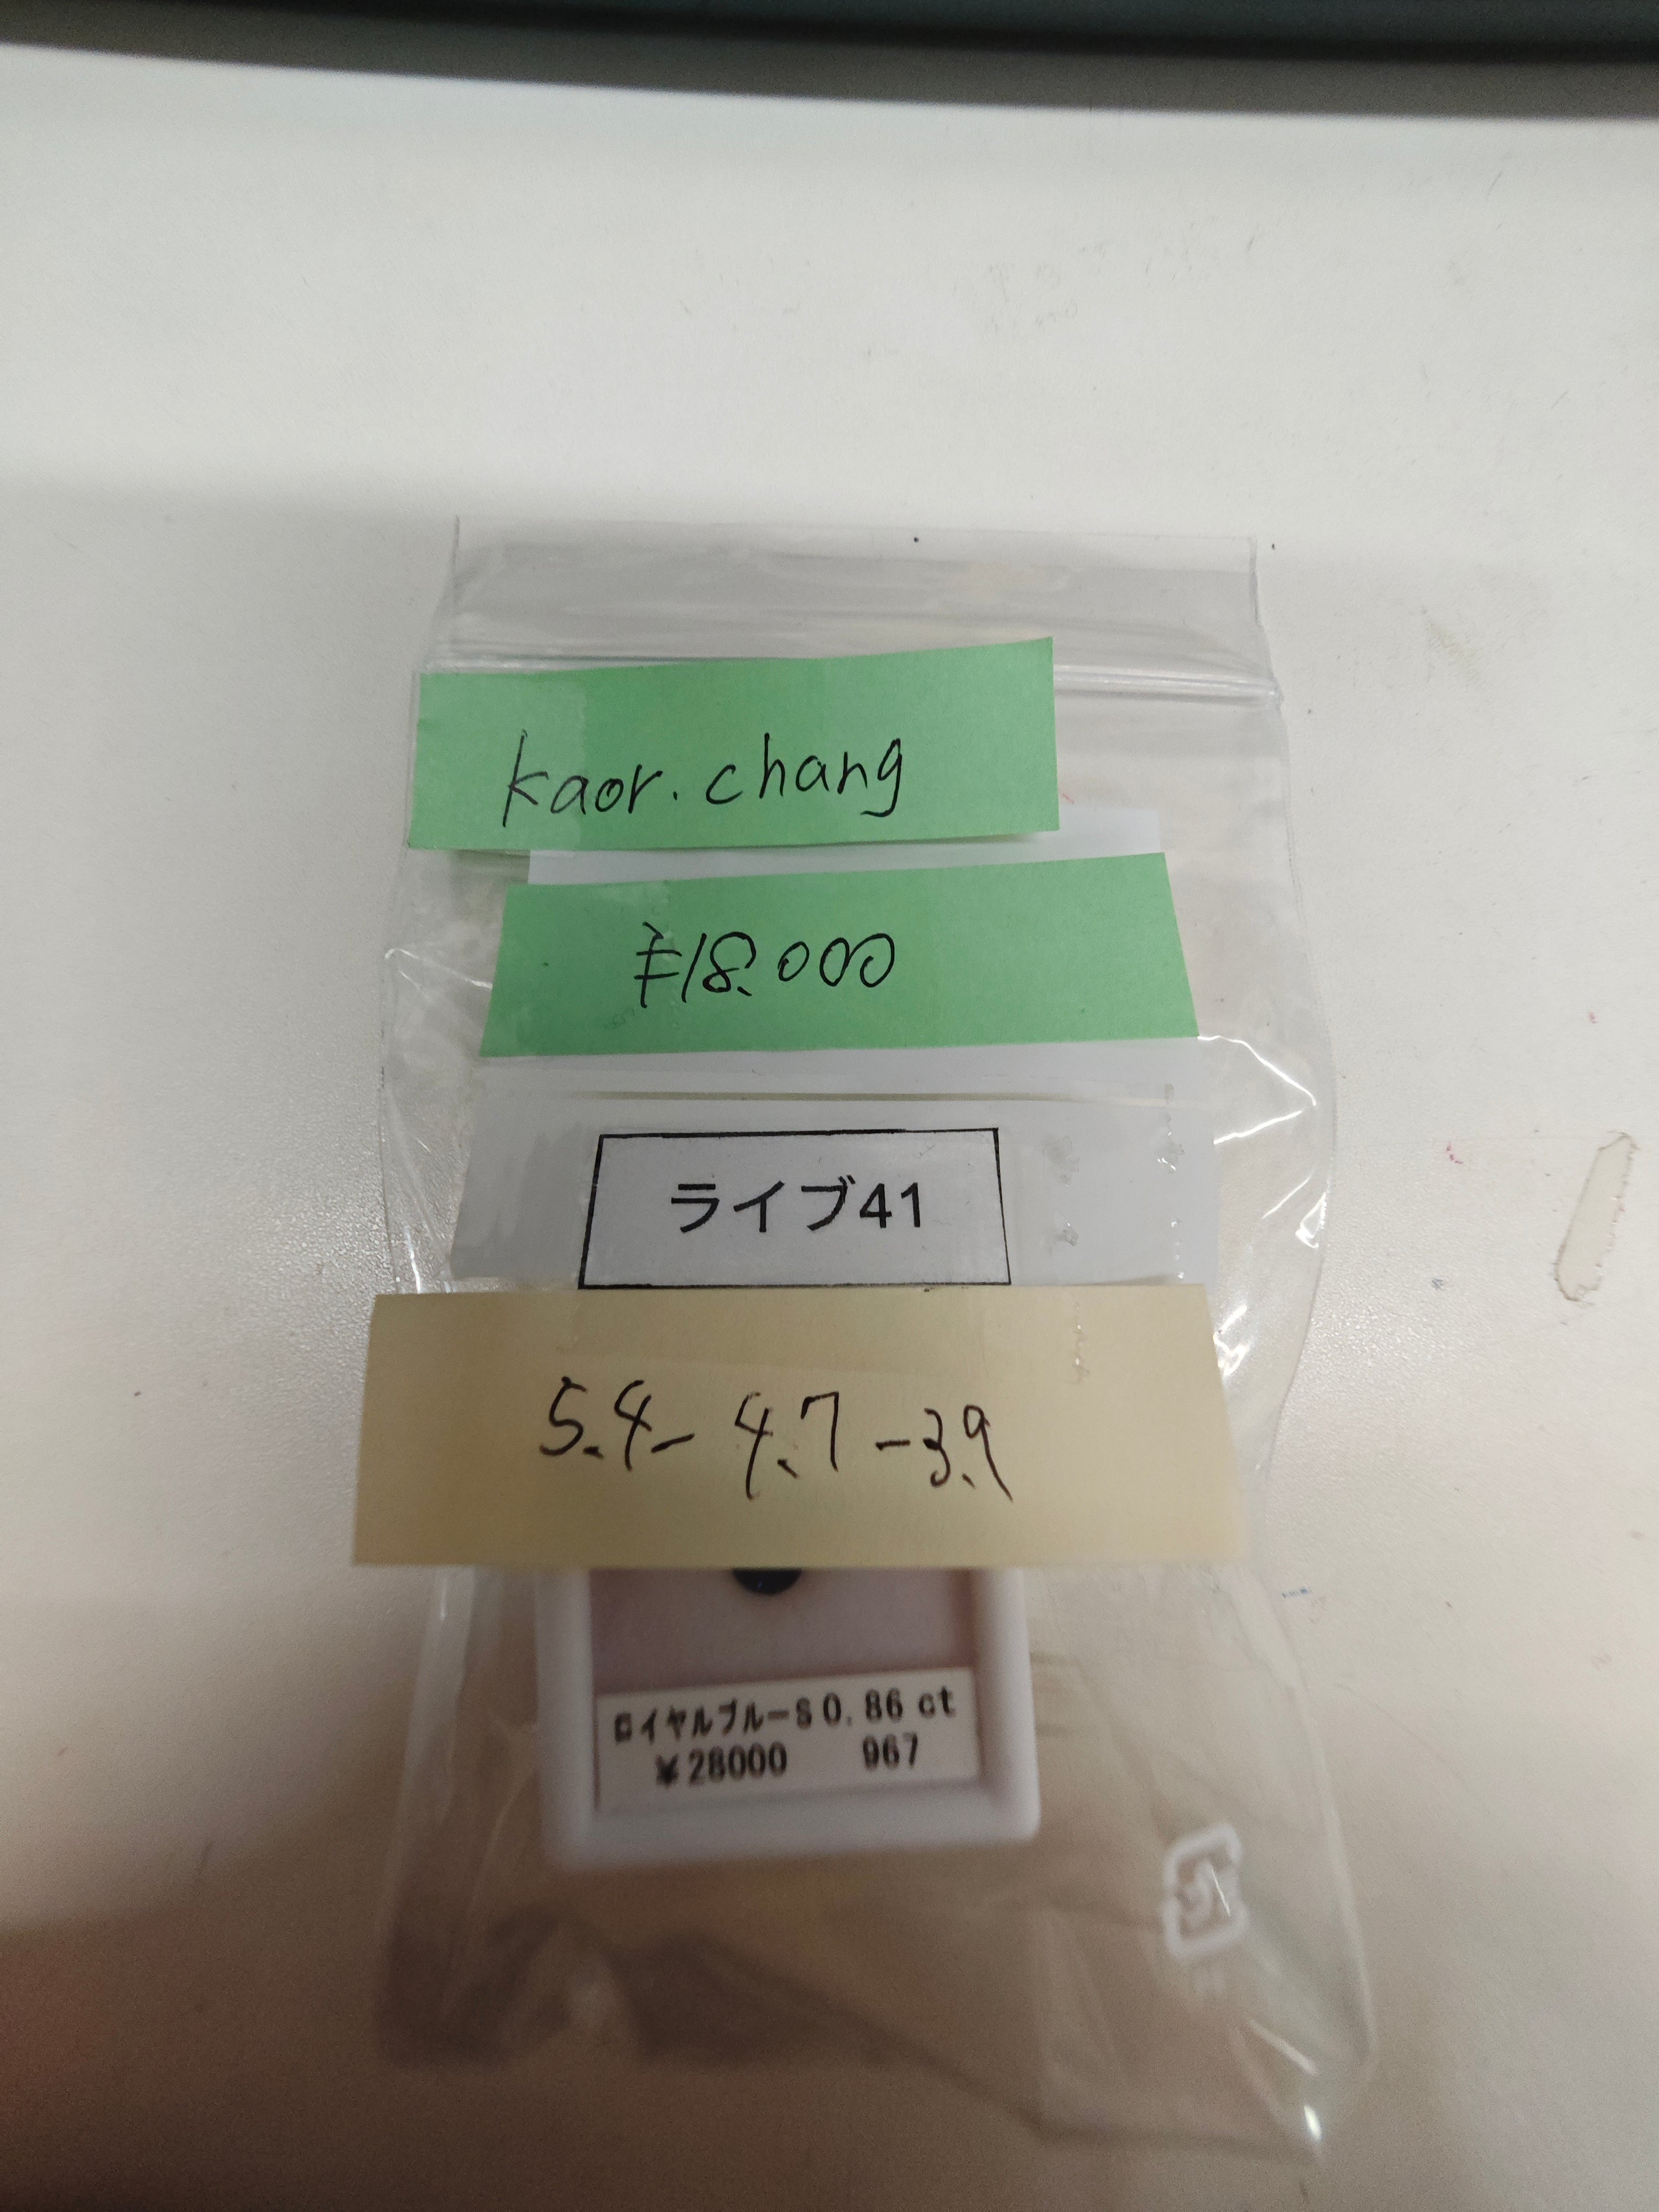 kaor.chang
¥18.000
ライブ41
5.4-4.7-3.9
ロイヤルブルーS 0.86 ct
¥28000 967